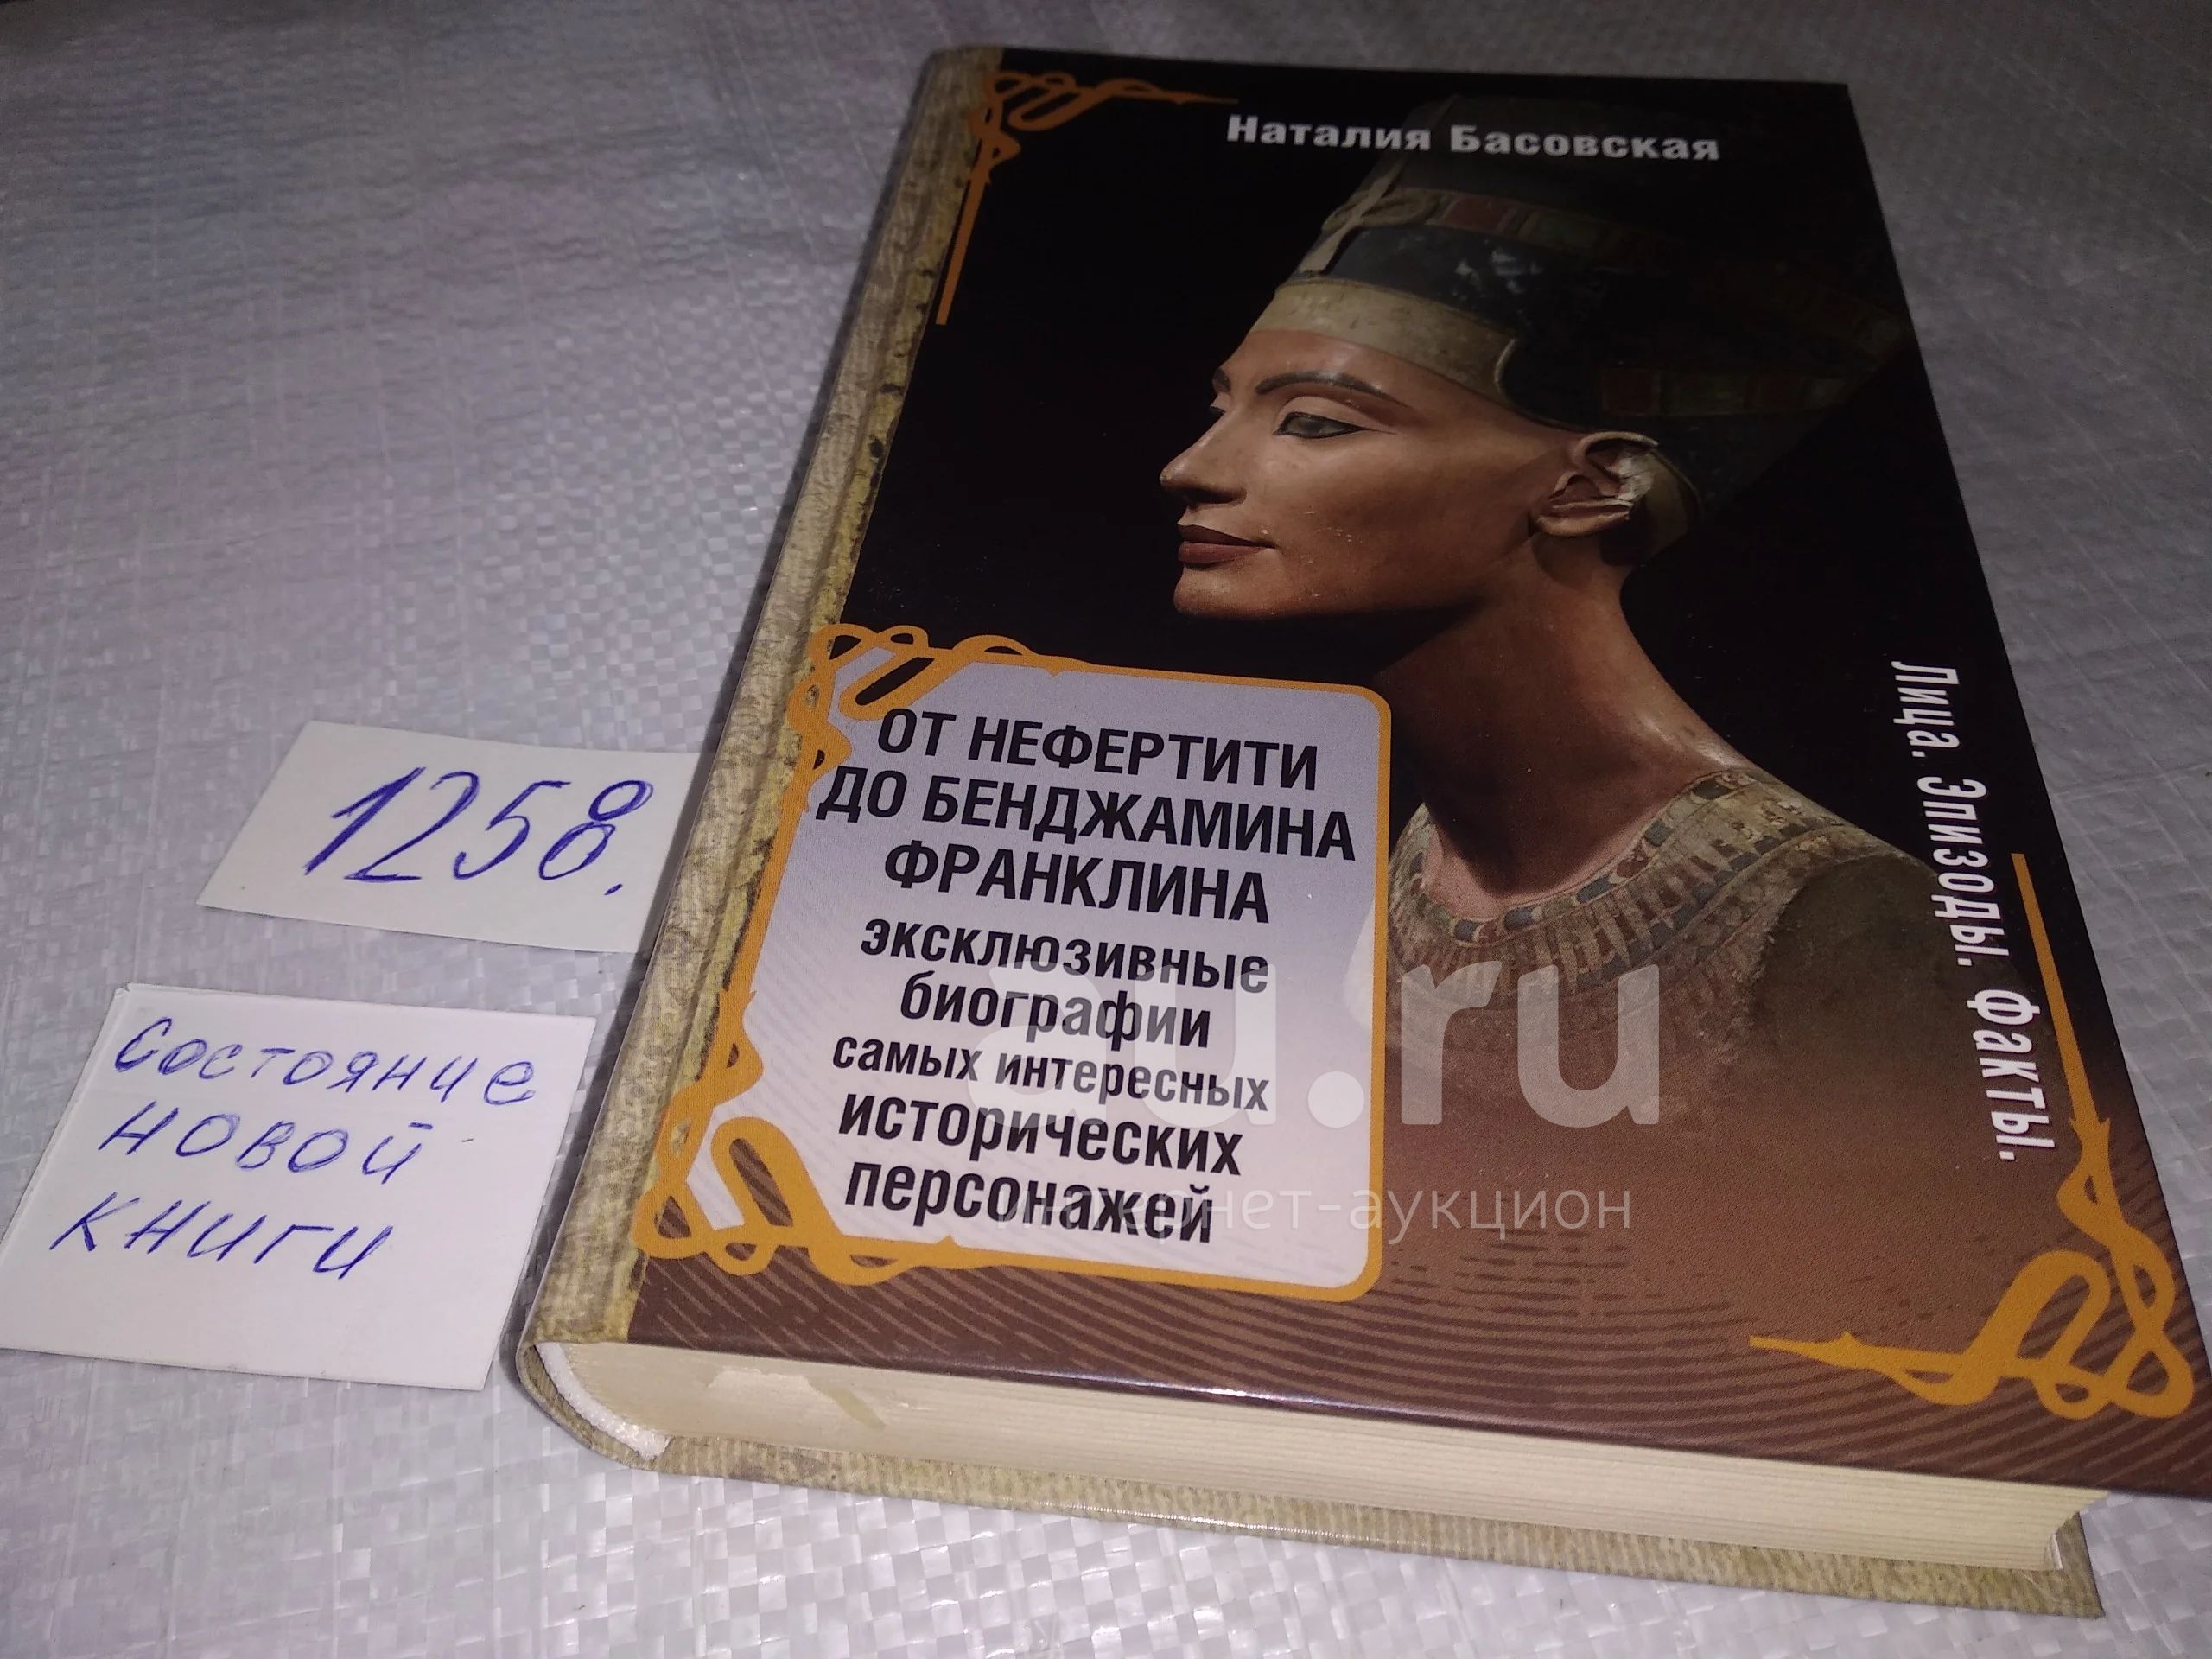 Наталия Басовская
ОТ НЕФЕРТИТИ
ДО БЕНДЖАМИНА
ФРАНКЛИНА
эксклюзивные
биографии
самых интересных
ИСТОРИЧЕСКИХ
персонажей
Лица. Эпизоды. Факты.
1258.
Состояние
новой
книги
au.ru
интернет-аукцион